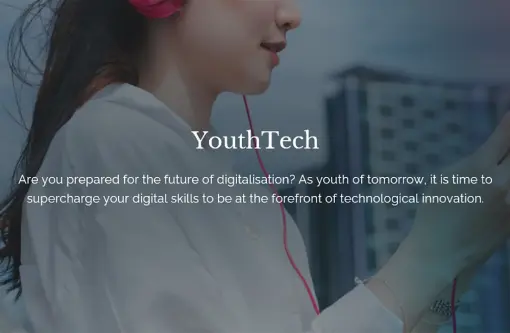 YouthTech
Are you prepared for the future of digitalisation? As youth of tomorrow, it is time to
supercharge your digital skills to be at the forefront of technological innovation.